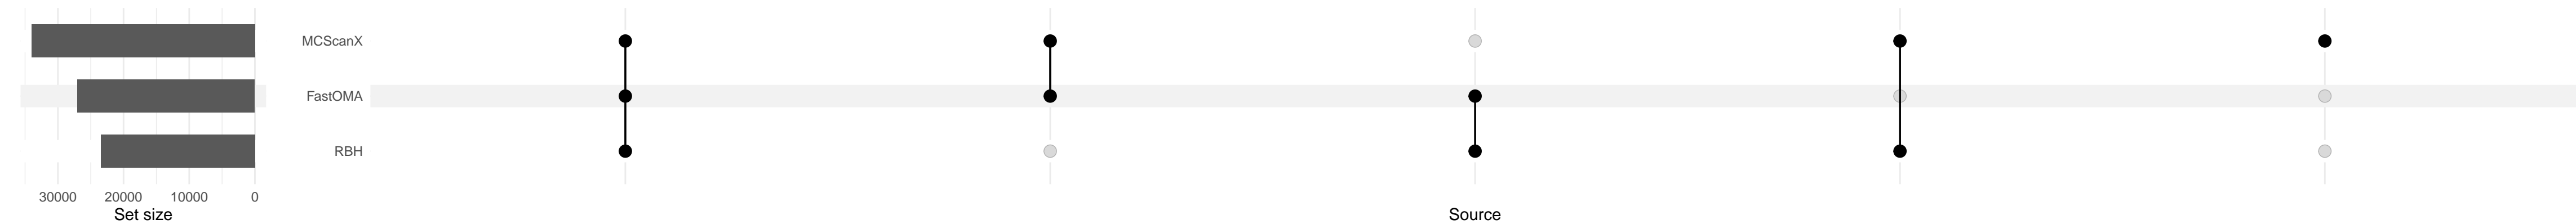 MCScanX
FastOMA
RBH
30000 20000 10000 0
Set size
Source